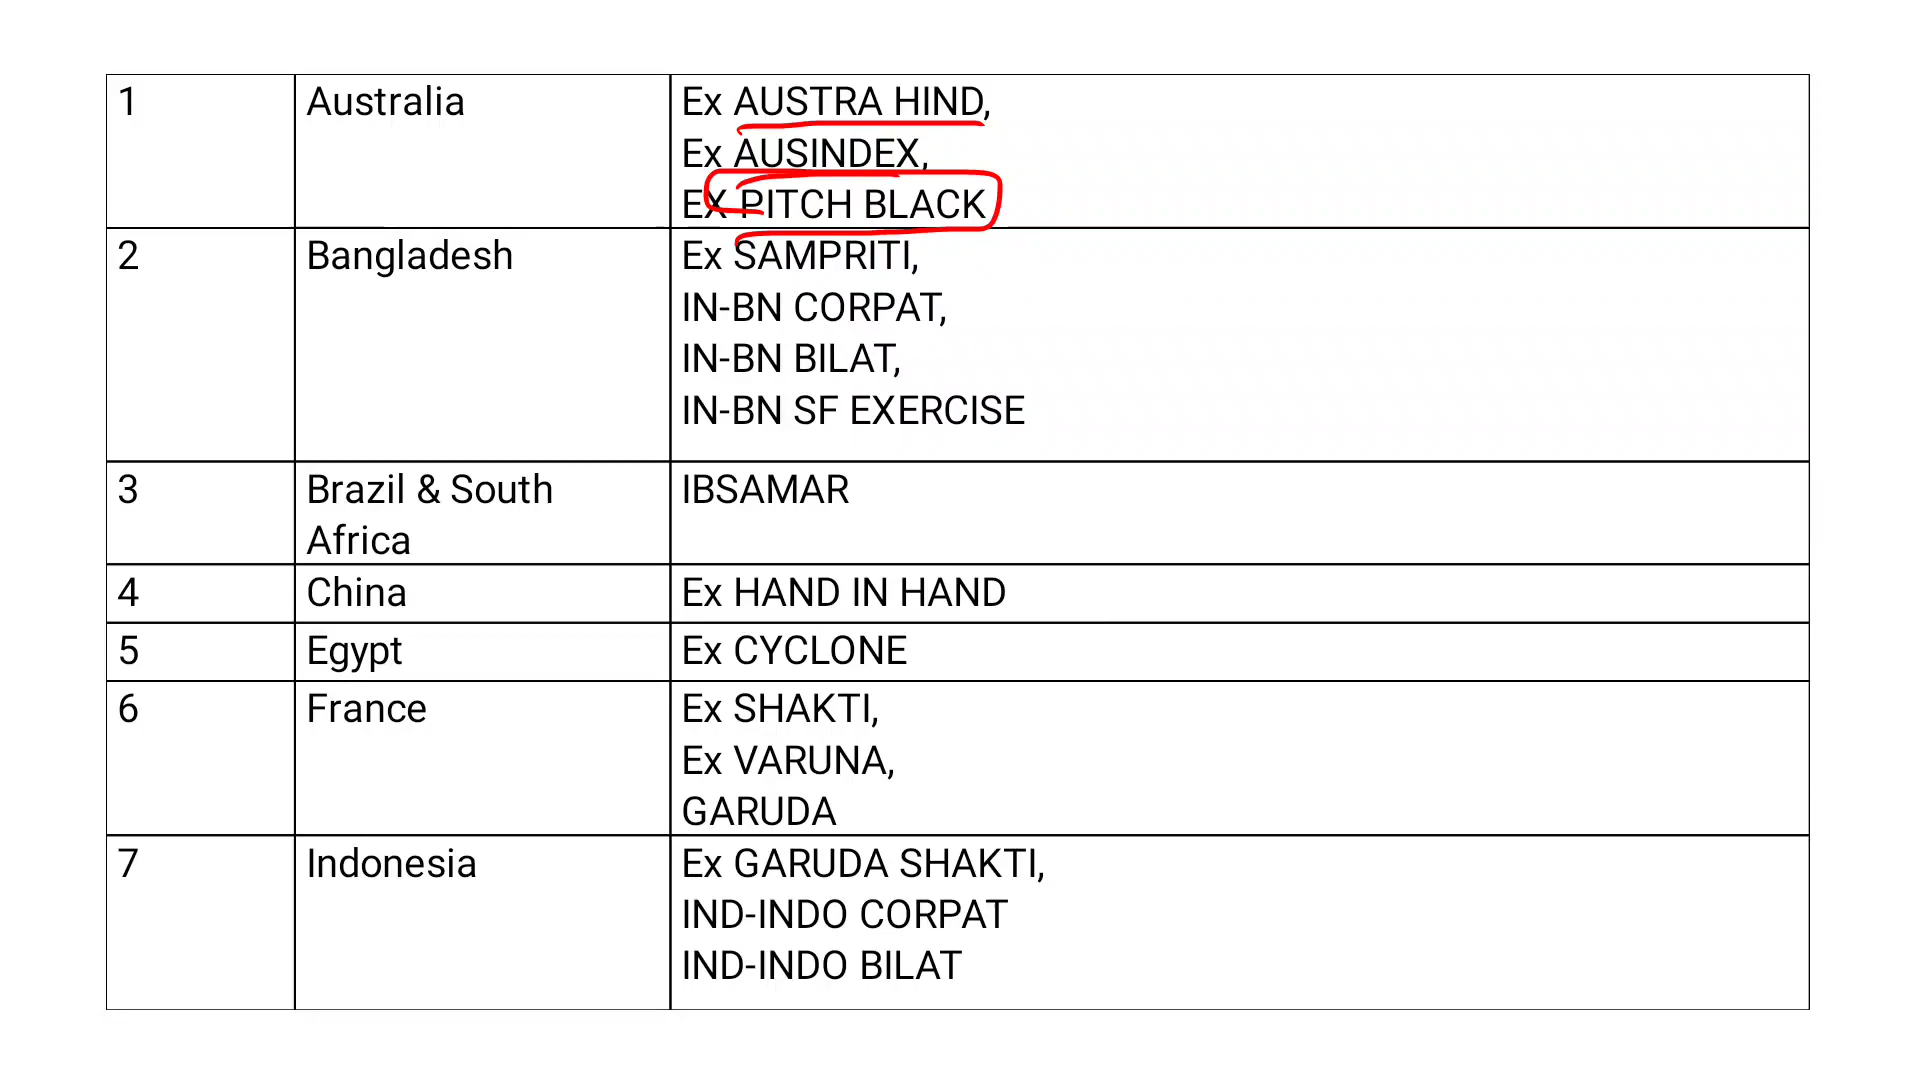 1 Australia Ex AUSTRA HIND,
Ex AUSINDEX,
EX PITCH BLACK
2 Bangladesh Ex SAMPRITI,
IN-BN CORPAT,
IN-BN BILAT,
IN-BN SF EXERCISE
3 Brazil & South IBSAMAR
Africa
4 China Ex HAND IN HAND
5 Egypt Ex CYCLONE
6 France Ex SHAKTI,
Ex VARUNA,
GARUDA
7 Indonesia Ex GARUDA SHAKTI,
IND-INDO CORPAT
IND-INDO BILAT